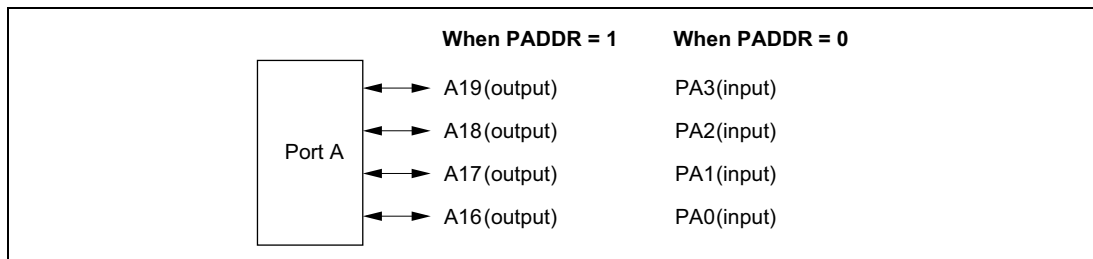 When PADDR = 1 When PADDR = 0
A19(output) PA3(input)
A18(output) PA2(input)
Port A
A17(output) PA1(input)
A16(output) PA0(input)